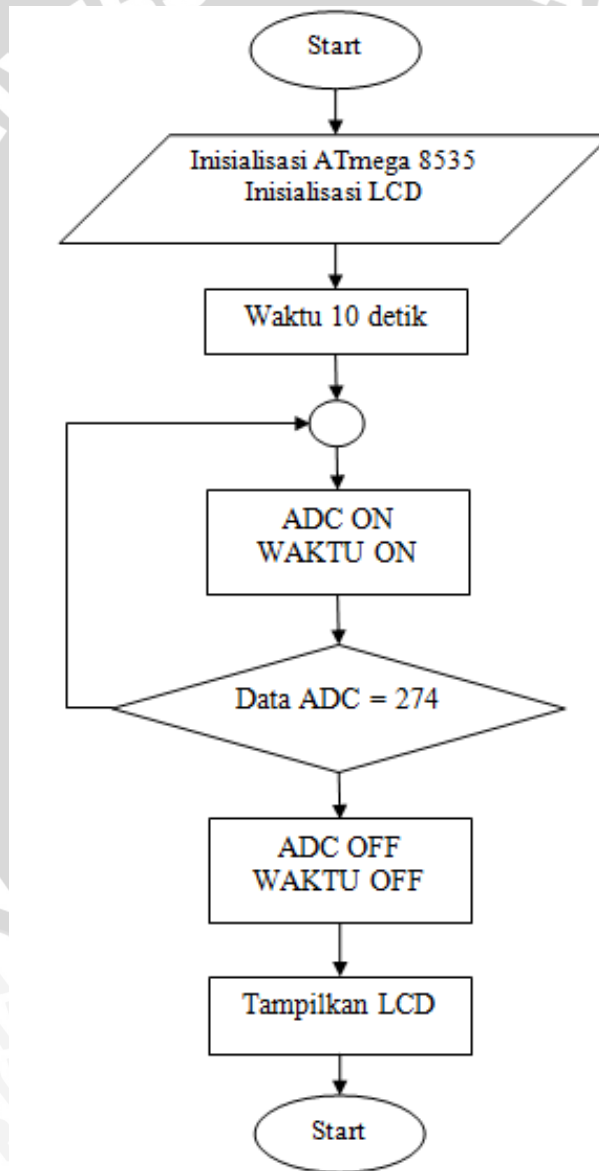 Start
Inisialisasi ATmega 8535
Inisialisasi LCD
Waktu 10 detik
ADC ON
WAKTU ON
Data ADC = 274
ADC OFF
WAKTU OFF
Tampilkan LCD
Start